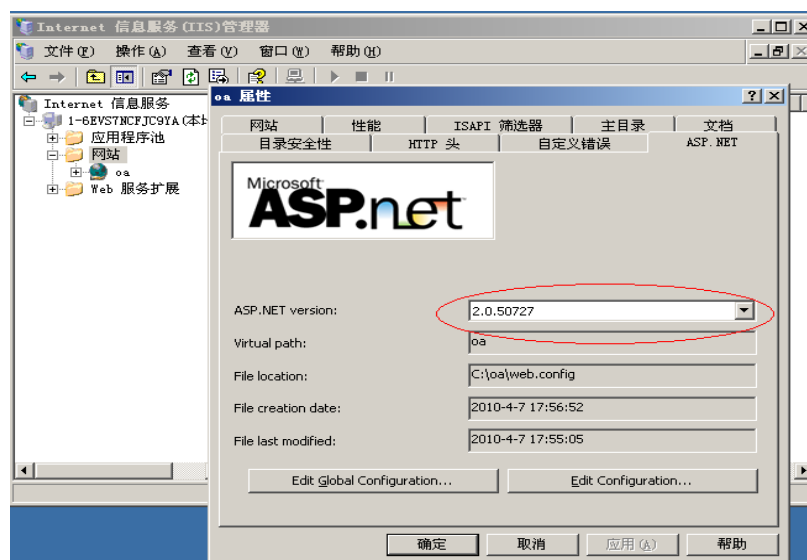 Internet 信息服务(IIS)管理器
文件(F) 操作(A) 查看(V) 窗口(W) 帮助(H)
Internet 信息服务
1-6EVS7NCFJC9YA(本
应用程序池
网站
oa
Web 服务扩展
oa 属性
网站 性能 ISAPI 筛选器 主目录 文档
目录安全性 HTTP 头 自定义错误 ASP.NET
Microsoft
ASP.net
ASP.NET version: 2.0.50727
Virtual path: oa
File location: C:\oa\web.config
File creation date: 2010-4-7 17:56:52
File last modified: 2010-4-7 17:55:05
Edit Global Configuration... Edit Configuration...
确定 取消 应用(A) 帮助